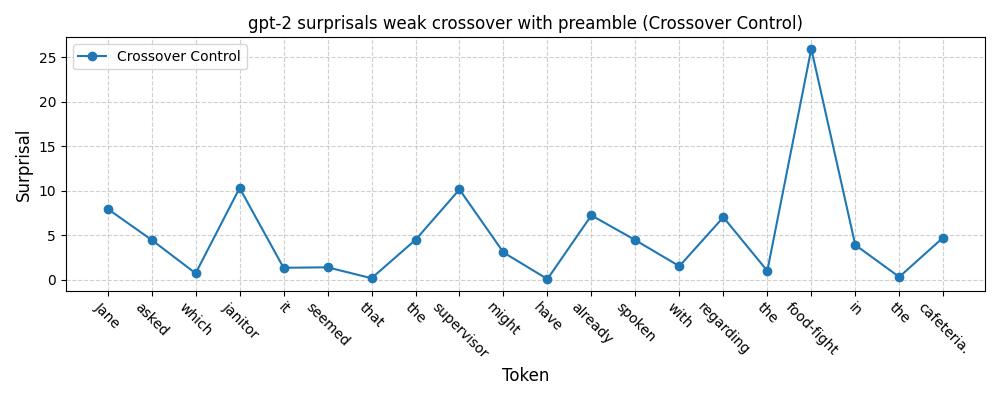 gpt-2 surprisals weak crossover with preamble (Crossover Control)
Crossover Control
Surprisal
25
20
15
10
5
0
Jane asked which janitor it seemed that the supervisor might have already spoken with regarding the food-fight in the cafeteria.
Token